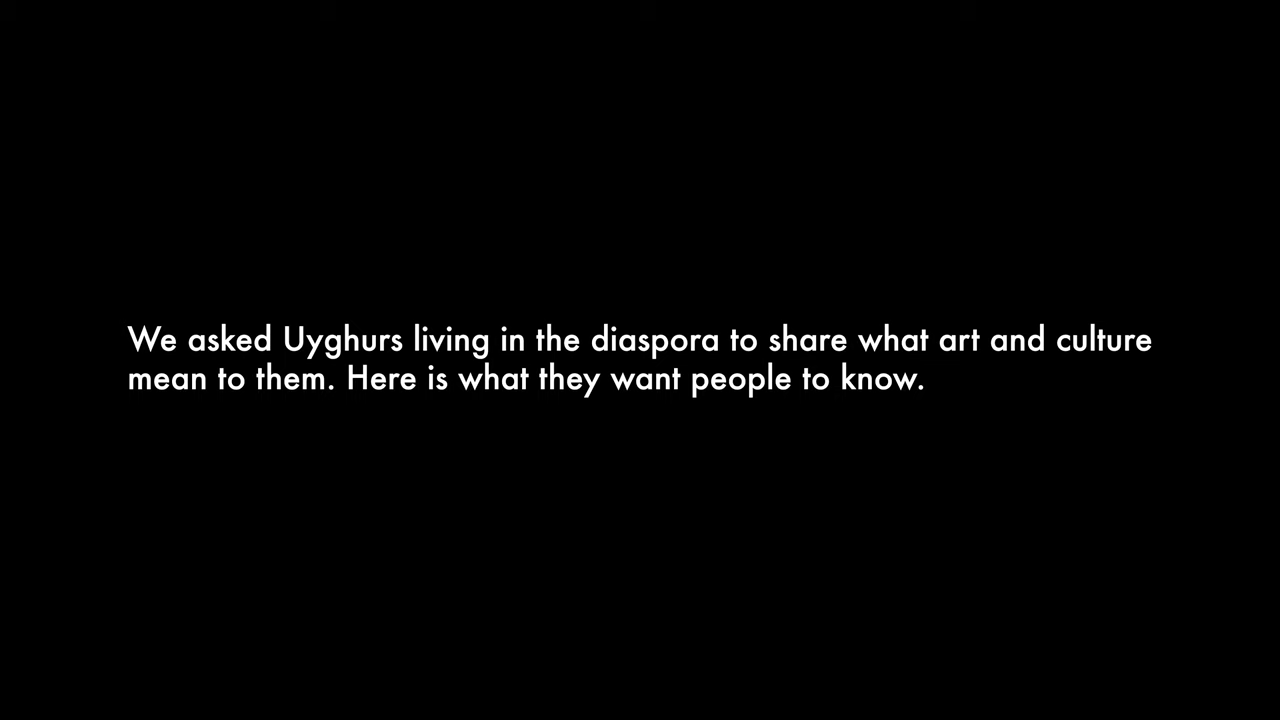 We asked Uyghurs living in the diaspora to share what art and culture
mean to them. Here is what they want people to know.